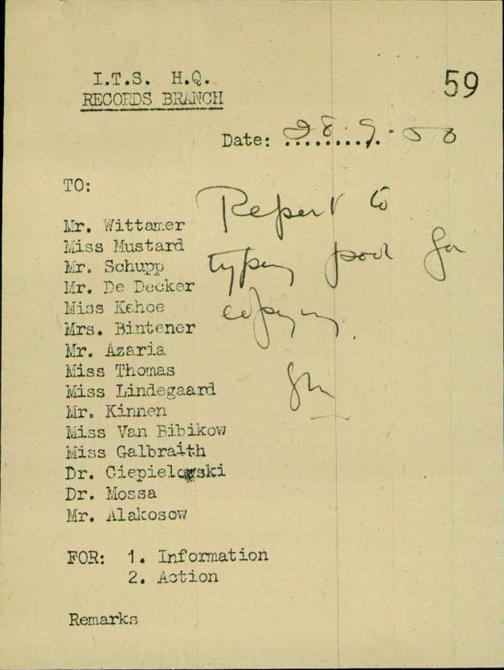 I.T.S. H.Q.
RECORDS BRANCH
59
Date: 28.9.50
TO:
Report to
typing pool for
copying.
Mr. Wittamer
Miss Mustard
Mr. Schupp
Mr. De Decker
Miss Kehoe
Mrs. Bintener
Mr. Azaria
Miss Thomas
Miss Lindegaard
Mr. Kinnen
Miss Van Bibikow
Miss Galbraith
Dr. Ciepielowski
Dr. Mossa
Mr. Alakosow
FOR: 1. Information
2. Action
Remarks